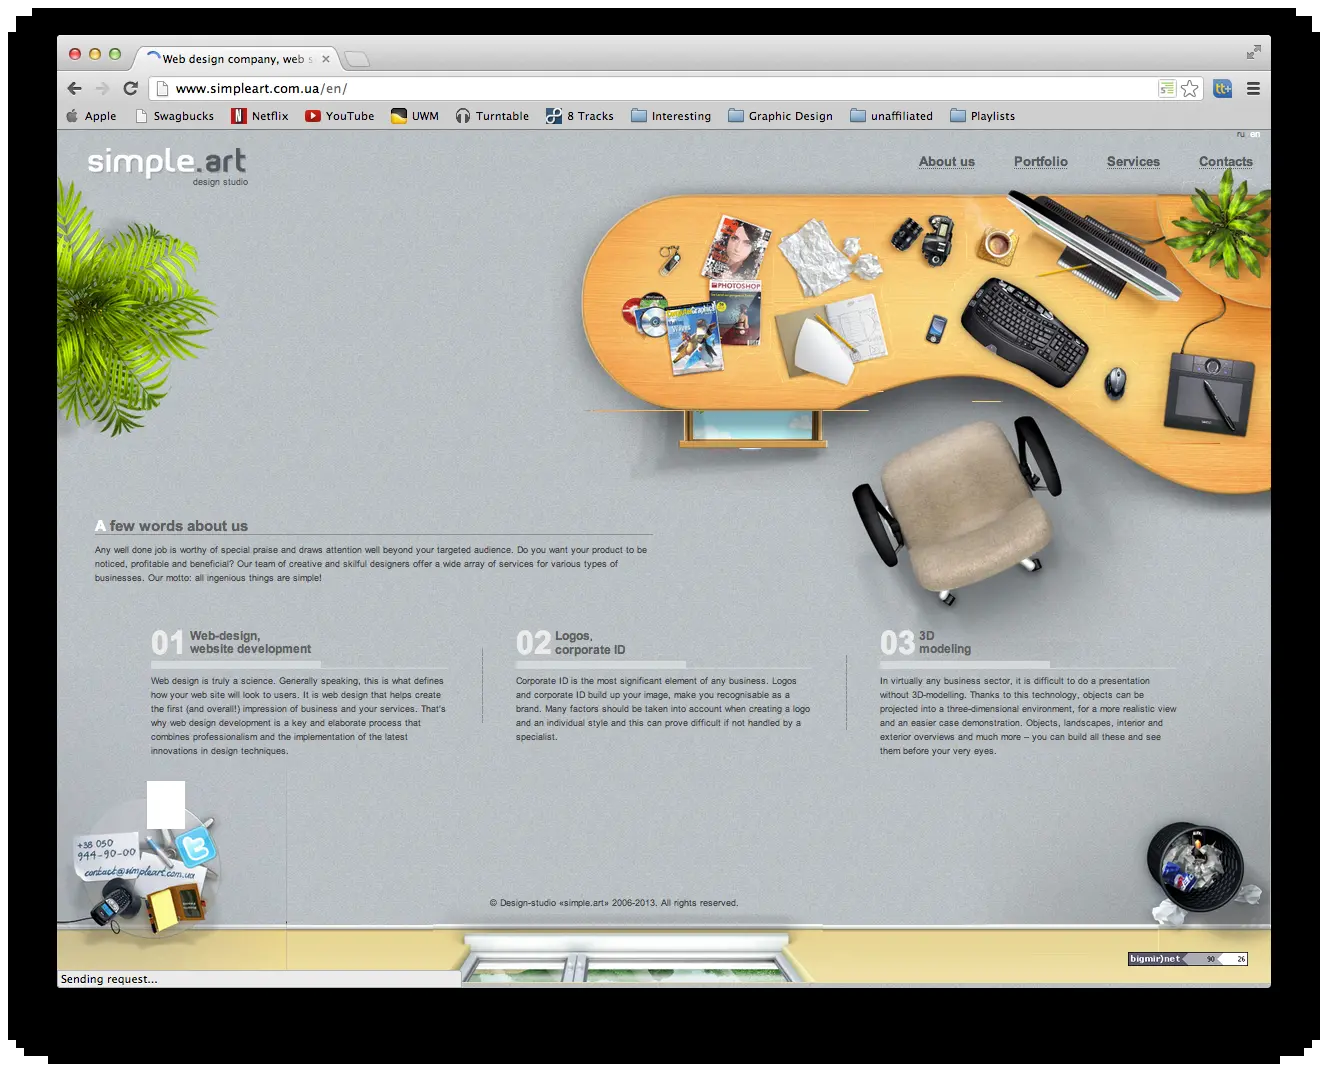 Web design company, web s
www.simpleart.com.ua/en/
Apple
Swagbucks
Netflix
YouTube
UWM
Turntable
8 Tracks
Interesting
Graphic Design
unaffiliated
Playlists
ru en
simple.art
design studio
About us
Portfolio
Services
Contacts
PHOTOSHOP
A few words about us
Any well done job is worthy of special praise and draws attention well beyond your targeted audience. Do you want your product to be
noticed, profitable and beneficial? Our team of creative and skilful designers offer a wide array of services for various types of
businesses. Our motto: all ingenious things are simple!
01 Web-design,
website development
Web design is truly a science. Generally speaking, this is what defines
how your web site will look to users. It is web design that helps create
the first (and overall!) impression of business and your services. That's
why web design development is a key and elaborate process that
combines professionalism and the implementation of the latest
innovations in design techniques.
02 Logos,
corporate ID
Corporate ID is the most significant element of any business. Logos
and corporate ID build up your image, make you recognisable as a
brand. Many factors should be taken into account when creating a logo
and an individual style and this can prove difficult if not handled by a
specialist.
03 3D
modeling
In virtually any business sector, it is difficult to do a presentation
without 3D-modelling. Thanks to this technology, objects can be
projected into a three-dimensional environment, for a more realistic view
and an easier case demonstration. Objects, landscapes, interior and
exterior overviews and much more – you can build all these and see
them before your very eyes.
+38 050
944-90-00
contact@simpleart.com.ua
© Design-studio «simple.art» 2006-2013. All rights reserved.
bigmir)net 90 26
Sending request...